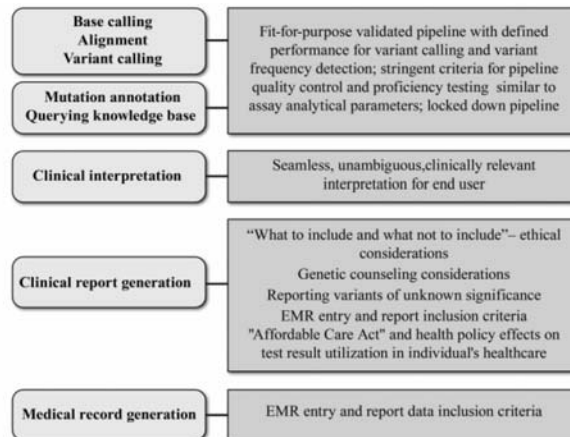 Base calling
Alignment
Variant calling
Mutation annotation
Querying knowledge base
Fit-for-purpose validated pipeline with defined
performance for variant calling and variant
frequency detection; stringent criteria for pipeline
quality control and proficiency testing similar to
assay analytical parameters; locked down pipeline
Clinical interpretation
Seamless, unambiguous,clinically relevant
interpretation for end user
Clinical report generation
“What to include and what not to include”– ethical
considerations
Genetic counseling considerations
Reporting variants of unknown significance
EMR entry and report inclusion criteria
"Affordable Care Act" and health policy effects on
test result utilization in individual's healthcare
Medical record generation
EMR entry and report data inclusion criteria